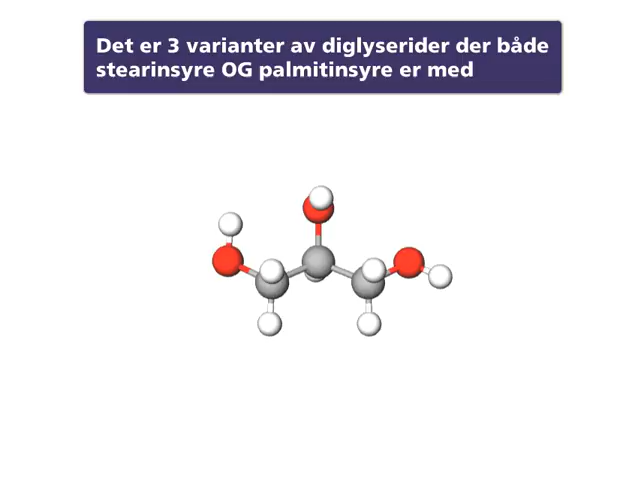 Det er 3 varianter av diglyserider der både
stearinsyre OG palmitinsyre er med